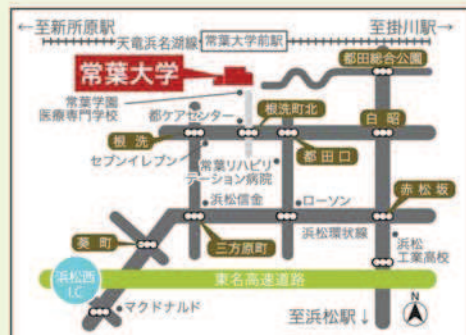 ←至新所原駅
至掛川駅→
天竜浜名湖線
常葉大学前駅
都田総合公園
常葉大学
常葉学園
医療専門学校
都ケアセンター
根洗町北
白昭
根洗
都田口
セブンイレブン
常葉リハビリ
テーション病院
赤松坂
浜松信金
ローソン
葵町
三方原町
浜松環状線
浜松
工業高校
浜松西
I.C
東名高速道路
マクドナルド
至浜松駅↓
N